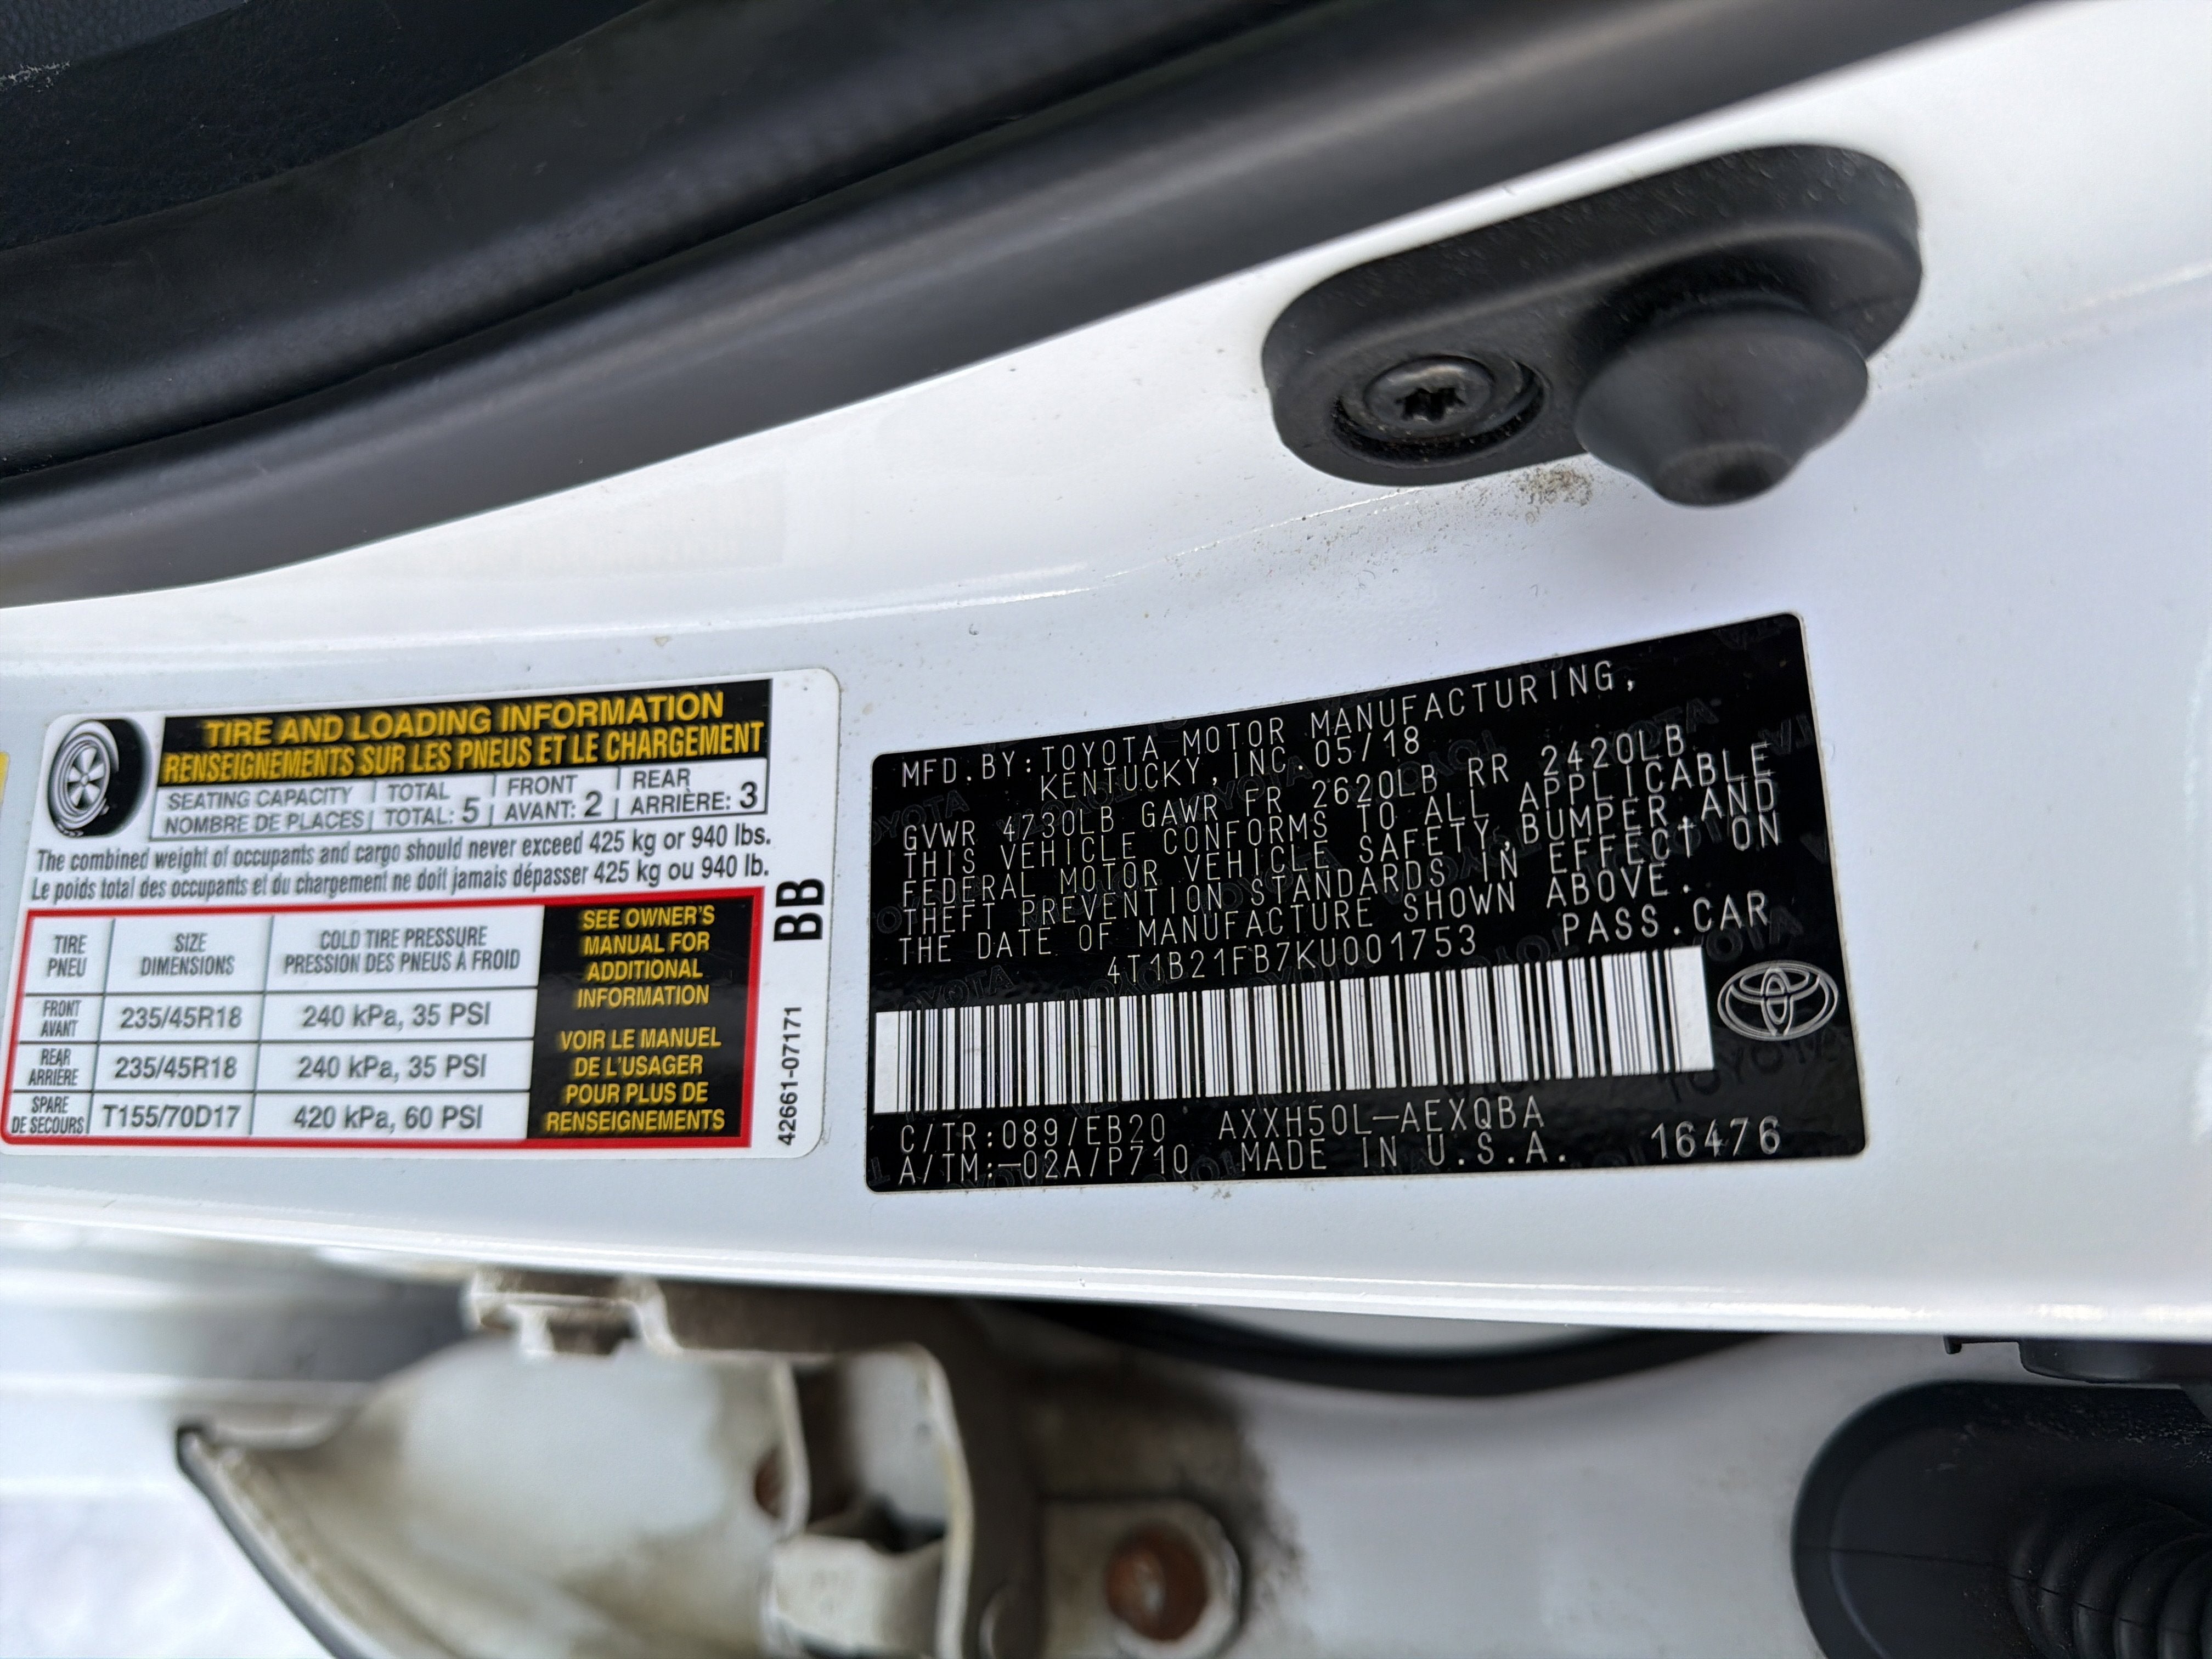 TIRE AND LOADING INFORMATION
RENSEIGNEMENTS SUR LES PNEUS ET LE CHARGEMENT
SEATING CAPACITY | TOTAL | FRONT | REAR
NOMBRE DE PLACES | TOTAL: 5 | AVANT: 2 | ARRIÈRE: 3
The combined weight of occupants and cargo should never exceed 425 kg or 940 lbs.
Le poids total des occupants et du chargement ne doit jamais dépasser 425 kg ou 940 lb.
TIRE SIZE COLD TIRE PRESSURE
PNEU DIMENSIONS PRESSION DES PNEUS À FROID
FRONT
AVANT 235/45R18 240 kPa, 35 PSI
REAR
ARRIÈRE 235/45R18 240 kPa, 35 PSI
SPARE
DE SECOURS T155/70D17 420 kPa, 60 PSI
SEE OWNER'S
MANUAL FOR
ADDITIONAL
INFORMATION
VOIR LE MANUEL
DE L'USAGER
POUR PLUS DE
RENSEIGNEMENTS
BB
42661-07171
MFD.BY:TOYOTA MOTOR MANUFACTURING,
KENTUCKY,INC.05/18
GVWR 4730LB GAWR FR 2620LB RR 2420LB
THIS VEHICLE CONFORMS TO ALL APPLICABLE
FEDERAL MOTOR VEHICLE SAFETY,BUMPER,AND
THEFT PREVENTION STANDARDS IN EFFECT ON
THE DATE OF MANUFACTURE SHOWN ABOVE.
4T1B21FB7KU001753 PASS.CAR
C/TR:089/EB20 AXXH50L-AEXQBA
A/TM:-02A/P710 MADE IN U.S.A. 16476